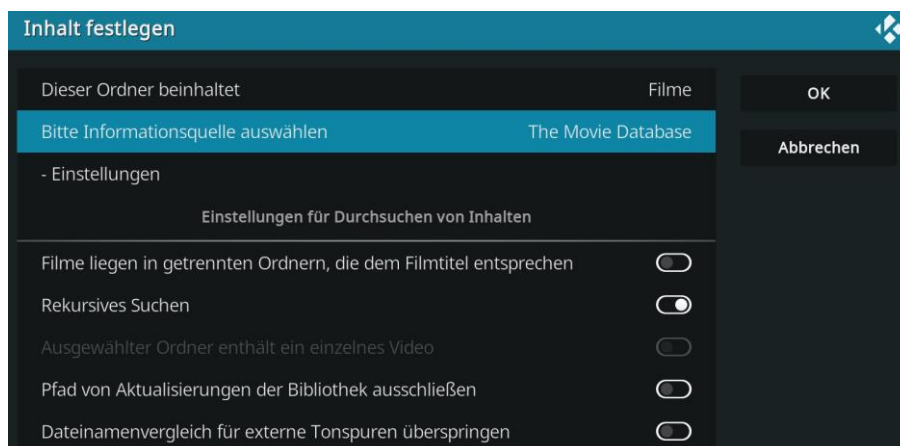 Inhalt festlegen
Dieser Ordner beinhaltet Filme
OK
Bitte Informationsquelle auswählen The Movie Database
Abbrechen
- Einstellungen
Einstellungen für Durchsuchen von Inhalten
Filme liegen in getrennten Ordnern, die dem Filmtitel entsprechen
Rekursives Suchen
Ausgewählter Ordner enthält ein einzelnes Video
Pfad von Aktualisierungen der Bibliothek ausschließen
Dateinamenvergleich für externe Tonspuren überspringen